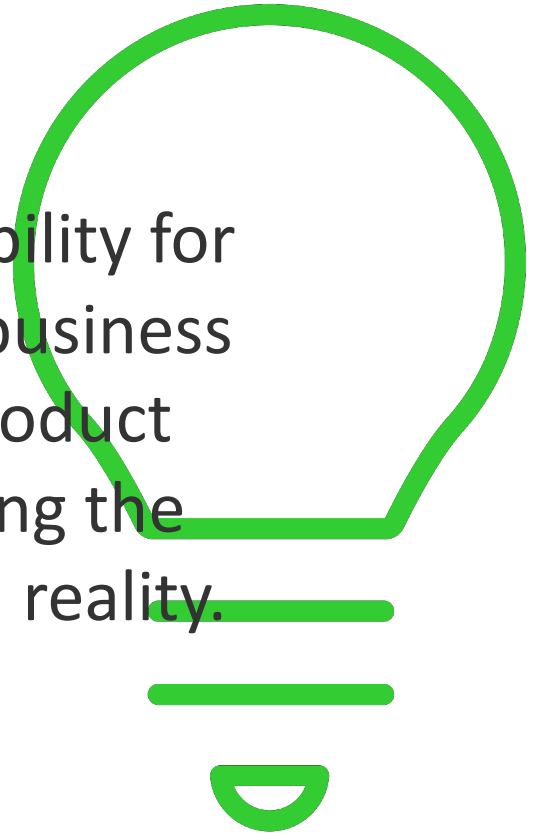 bility for
business
oduct
ng the
reality.